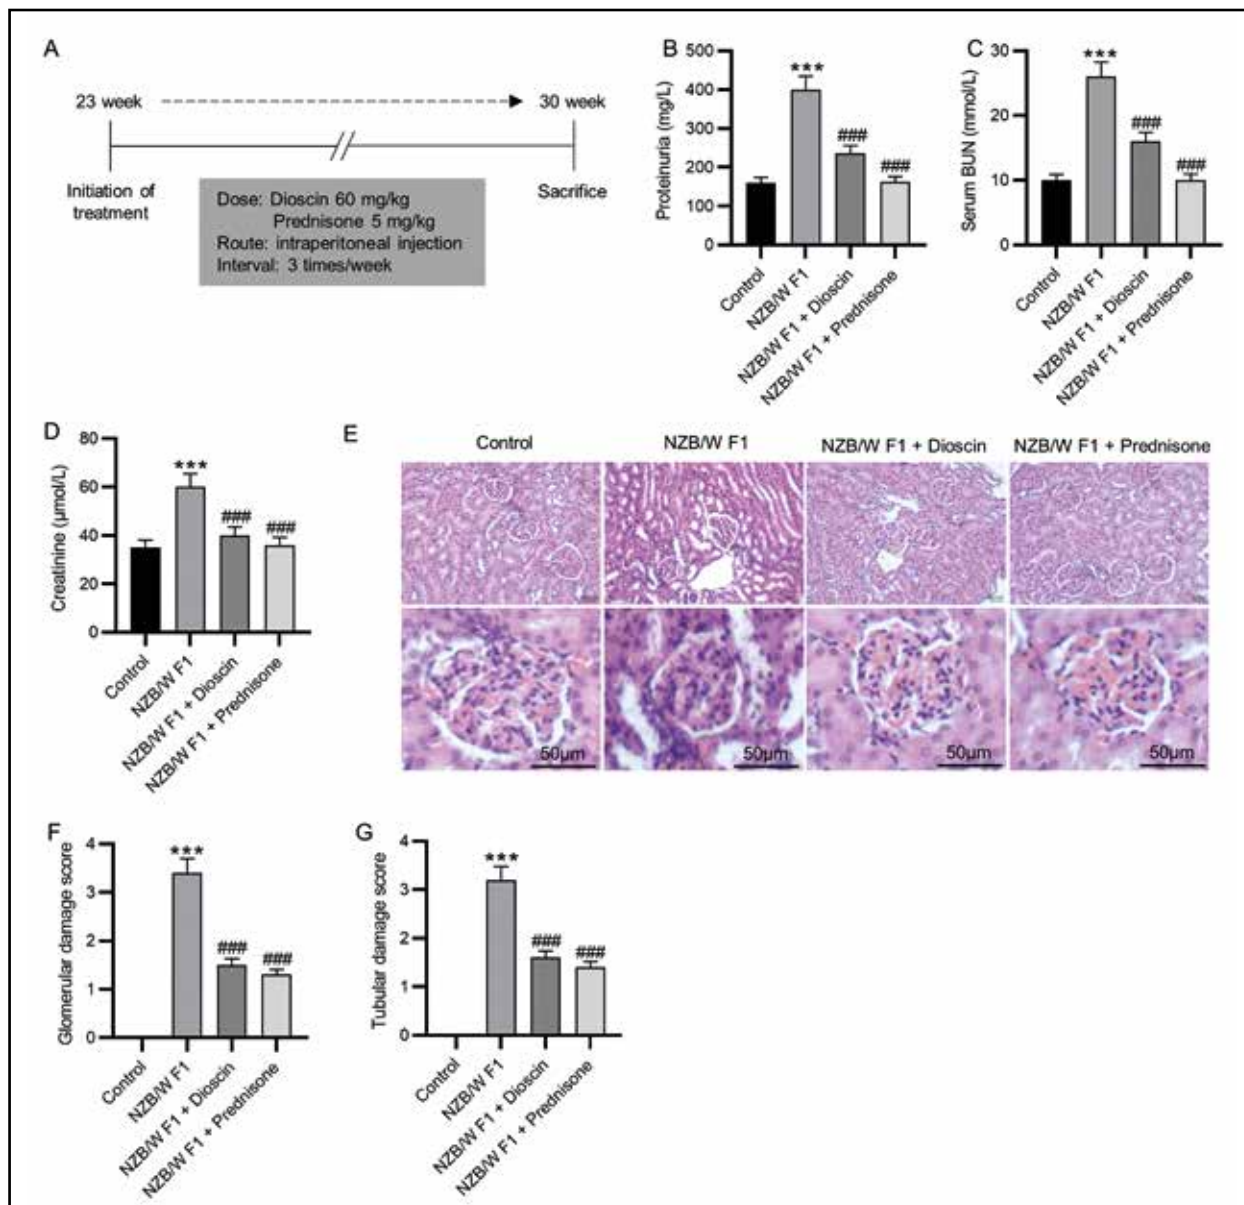 A
23 week
30 week
Initiation of
treatment
Sacrifice
Dose: Dioscin 60 mg/kg
Prednisone 5 mg/kg
Route: intraperitoneal injection
Interval: 3 times/week
B
Proteinuria (mg/L)
500
400
300
200
100
0
***
###
###
Control
NZB/W F1
NZB/W F1 + Dioscin
NZB/W F1 + Prednisone
C
Serum BUN (mmol/L)
30
20
10
0
***
###
###
Control
NZB/W F1
NZB/W F1 + Dioscin
NZB/W F1 + Prednisone
D
Creatinine (μmol/L)
80
60
40
20
0
***
###
###
Control
NZB/W F1
NZB/W F1 + Dioscin
NZB/W F1 + Prednisone
E
Control
NZB/W F1
NZB/W F1 + Dioscin
NZB/W F1 + Prednisone
50μm
50μm
50μm
50μm
F
Glomerular damage score
4
3
2
1
0
***
###
###
Control
NZB/W F1
NZB/W F1 + Dioscin
NZB/W F1 + Prednisone
G
Tubular damage score
4
3
2
1
0
***
###
###
Control
NZB/W F1
NZB/W F1 + Dioscin
NZB/W F1 + Prednisone